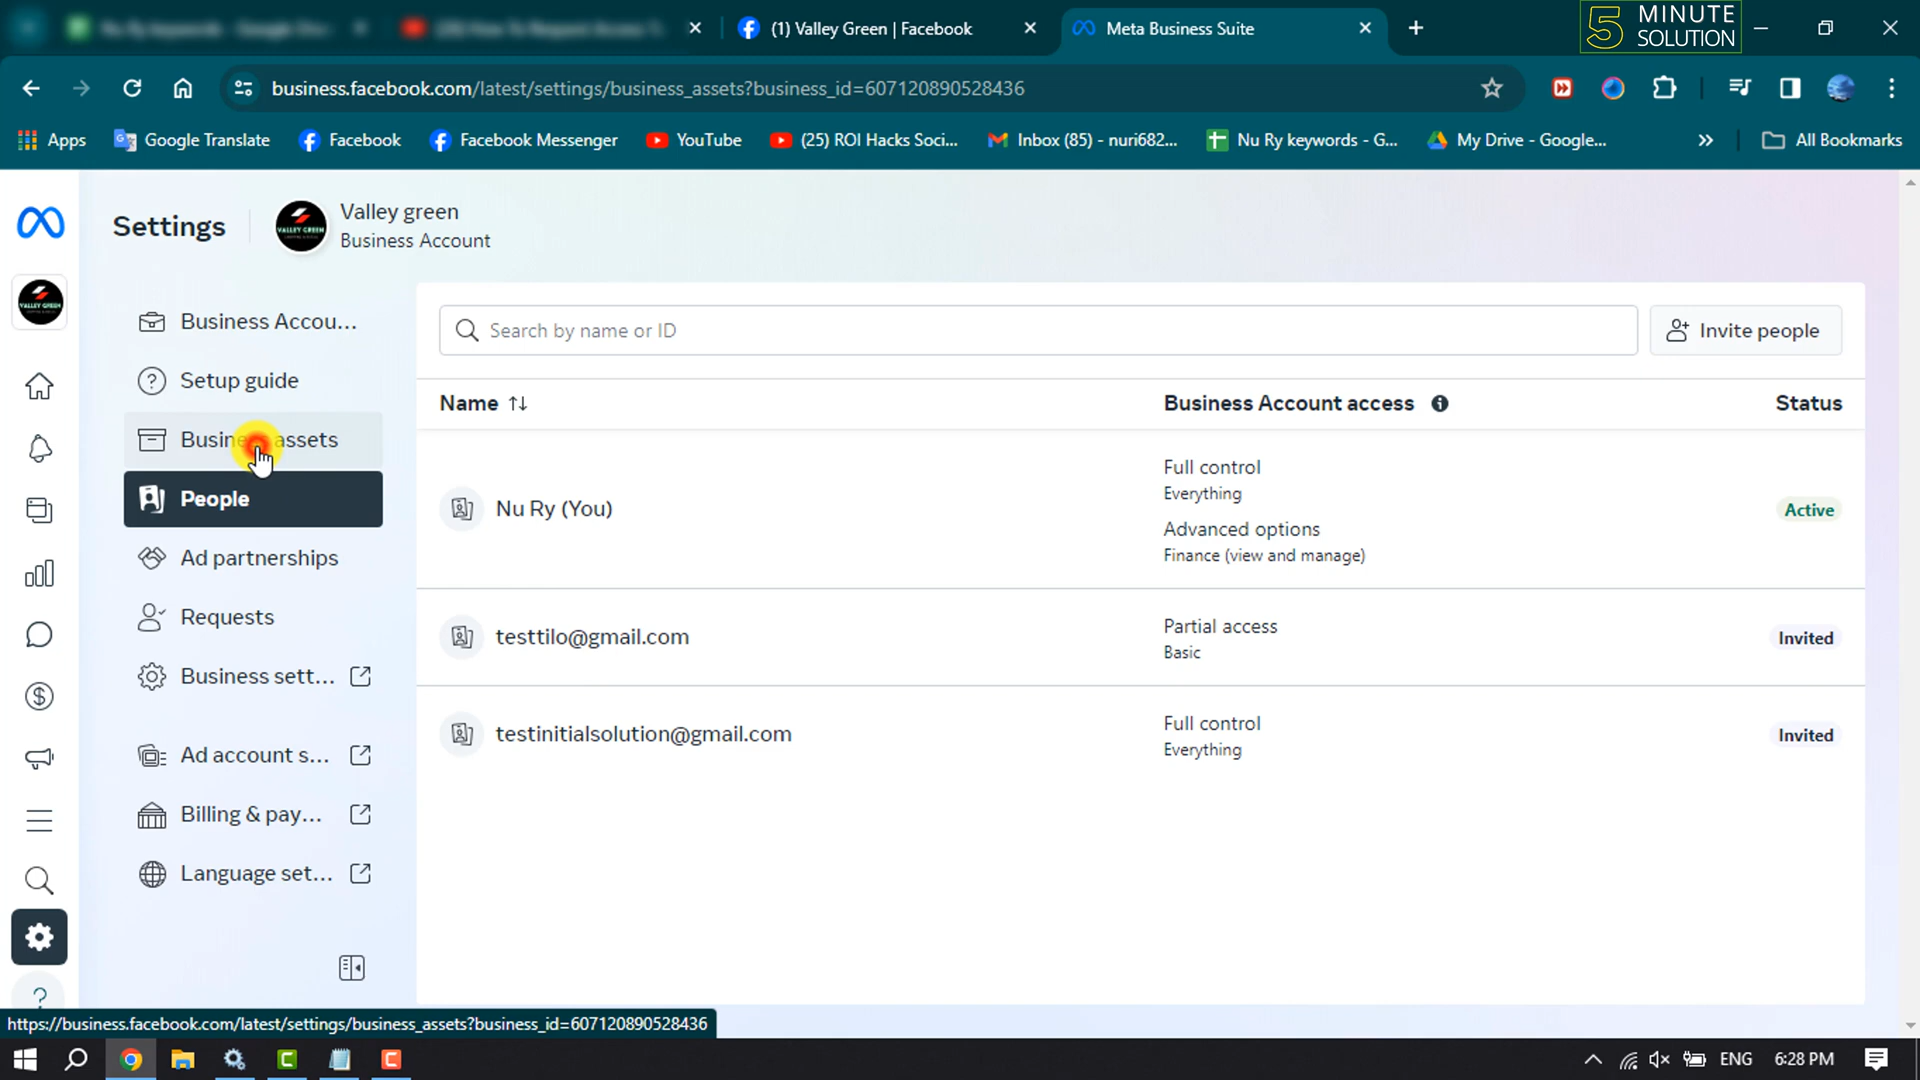 (1) Valley Green | Facebook
Meta Business Suite
5 MINUTE SOLUTION
business.facebook.com/latest/settings/business_assets?business_id=607120890528436
Apps
Google Translate
Facebook
Facebook Messenger
YouTube
(25) ROI Hacks Soci...
Inbox (85) - nuri682...
Nu Ry keywords - G...
My Drive - Google...
All Bookmarks
Settings
Valley green
Business Account
VALLEY GREEN
VALLEY GREEN
Business Accou...
Setup guide
Business assets
People
Ad partnerships
Requests
Business sett...
Ad account s...
Billing & pay...
Language set...
Search by name or ID
Invite people
Name
Business Account access
Status
Nu Ry (You)
Full control
Everything
Advanced options
Finance (view and manage)
Active
testtilo@gmail.com
Partial access
Basic
Invited
testinitialsolution@gmail.com
Full control
Everything
Invited
https://business.facebook.com/latest/settings/business_assets?business_id=607120890528436
ENG
6:28 PM